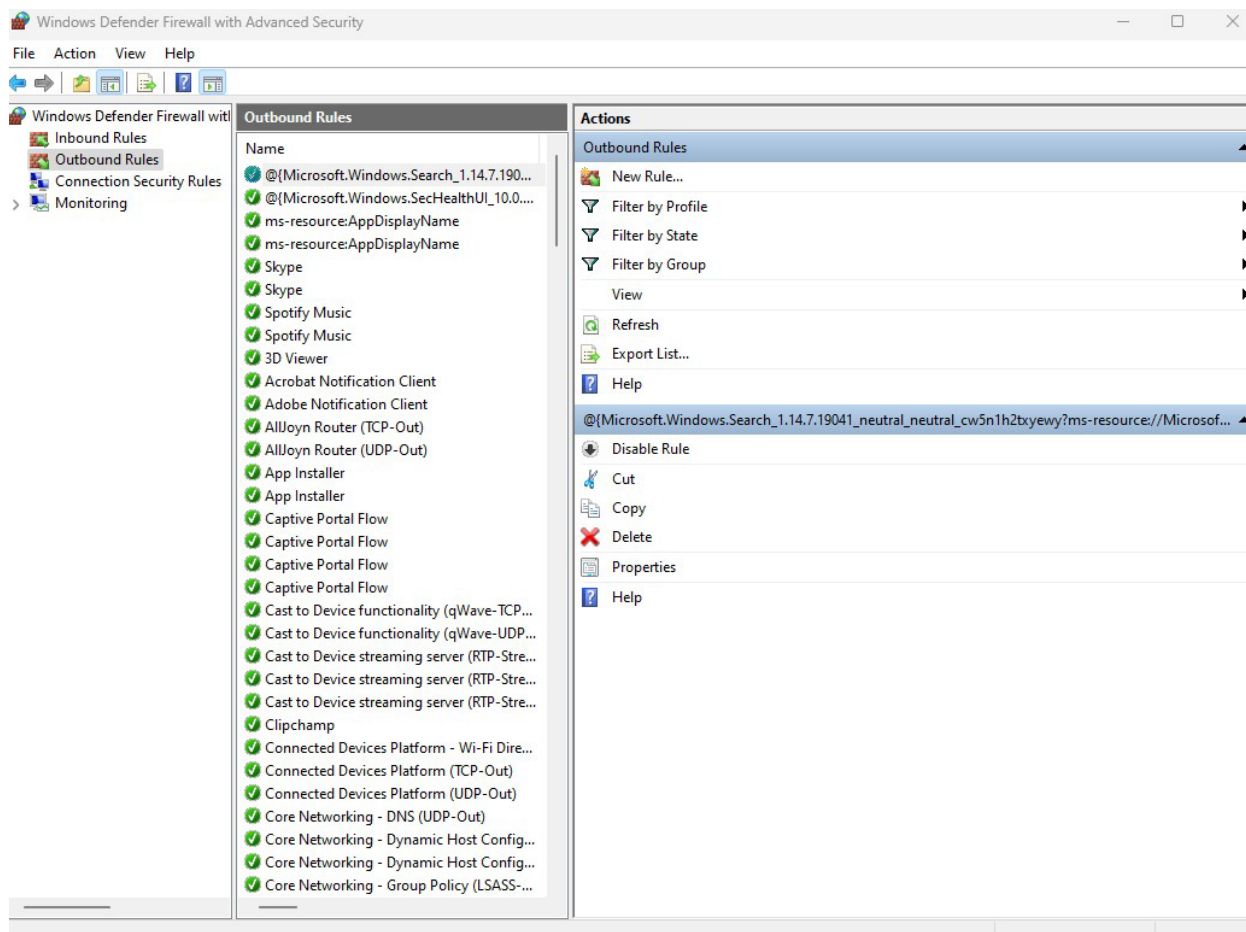 Windows Defender Firewall with Advanced Security
File Action View Help
Windows Defender Firewall witl
Inbound Rules
Outbound Rules
Connection Security Rules
Monitoring
Outbound Rules
Name
@{Microsoft.Windows.Search_1.14.7.190...
@{Microsoft.Windows.SecHealthUI_10.0....
ms-resource:AppDisplayName
ms-resource:AppDisplayName
Skype
Skype
Spotify Music
Spotify Music
3D Viewer
Acrobat Notification Client
Adobe Notification Client
AllJoyn Router (TCP-Out)
AllJoyn Router (UDP-Out)
App Installer
App Installer
Captive Portal Flow
Captive Portal Flow
Captive Portal Flow
Captive Portal Flow
Cast to Device functionality (qWave-TCP...
Cast to Device functionality (qWave-UDP...
Cast to Device streaming server (RTP-Stre...
Cast to Device streaming server (RTP-Stre...
Cast to Device streaming server (RTP-Stre...
Clipchamp
Connected Devices Platform - Wi-Fi Dire...
Connected Devices Platform (TCP-Out)
Connected Devices Platform (UDP-Out)
Core Networking - DNS (UDP-Out)
Core Networking - Dynamic Host Config...
Core Networking - Dynamic Host Config...
Core Networking - Group Policy (LSASS-...
Actions
Outbound Rules
New Rule...
Filter by Profile
Filter by State
Filter by Group
View
Refresh
Export List...
Help
@{Microsoft.Windows.Search_1.14.7.19041_neutral_neutral_cw5n1h2txyewy?ms-resource://Microsof...
Disable Rule
Cut
Copy
Delete
Properties
Help